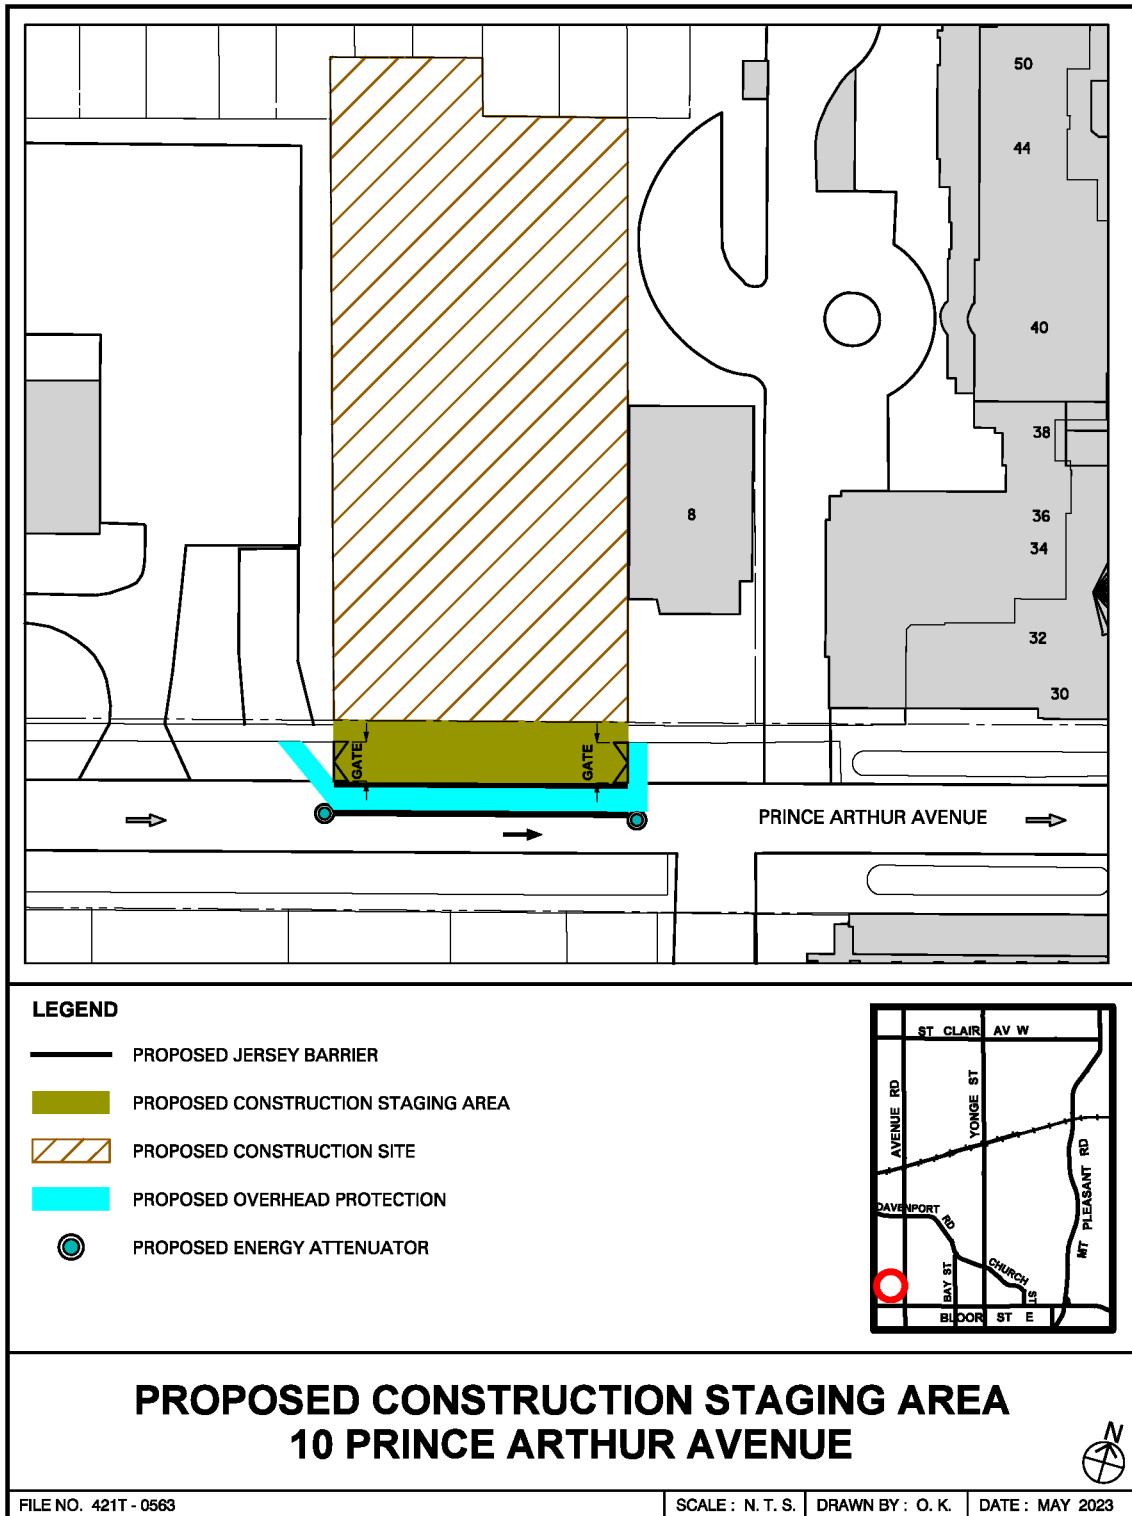 50
44
40
38
8
36
34
32
30
GATE
GATE
PRINCE ARTHUR AVENUE
LEGEND
PROPOSED JERSEY BARRIER
PROPOSED CONSTRUCTION STAGING AREA
PROPOSED CONSTRUCTION SITE
PROPOSED OVERHEAD PROTECTION
PROPOSED ENERGY ATTENUATOR
ST CLAIR AV W
AVENUE RD
YONGE ST
MT PLEASANT RD
DAVENPORT RD
BAY ST
CHURCH ST
BLOOR ST E
PROPOSED CONSTRUCTION STAGING AREA
10 PRINCE ARTHUR AVENUE
N
FILE NO. 421T - 0563
SCALE : N. T. S.
DRAWN BY : O. K.
DATE : MAY 2023